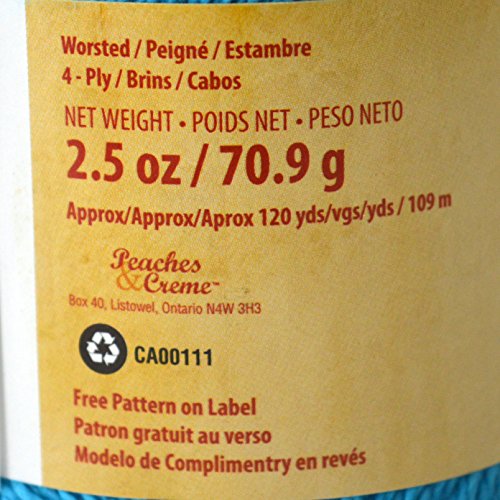 Worsted / Peigné / Estambre
4 - Ply / Brins / Cabos
NET WEIGHT • POIDS NET • PESO NETO
2.5 oz / 70.9 g
Approx/Approx/Aprox 120 yds/vgs/yds / 109 m
Peaches
& Creme™
Box 40, Listowel, Ontario N4W 3H3
CA00111
Free Pattern on Label
Patron gratuit au verso
Modelo de Complimentry en revés